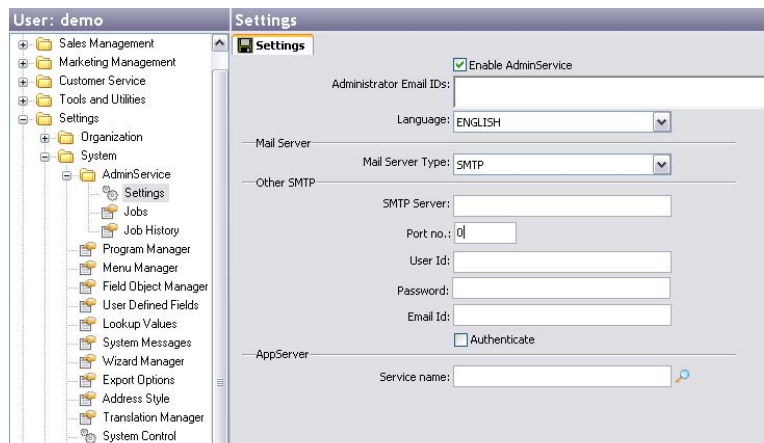 User: demo
Sales Management
Marketing Management
Customer Service
Tools and Utilities
Settings
Organization
System
AdminService
Settings
Jobs
Job History
Program Manager
Menu Manager
Field Object Manager
User Defined Fields
Lookup Values
System Messages
Wizard Manager
Export Options
Address Style
Translation Manager
System Control
Settings
Settings
Enable AdminService
Administrator Email IDs:
Language: ENGLISH
Mail Server
Mail Server Type: SMTP
Other SMTP
SMTP Server:
Port no.: 0
User Id:
Password:
Email Id:
Authenticate
AppServer
Service name: